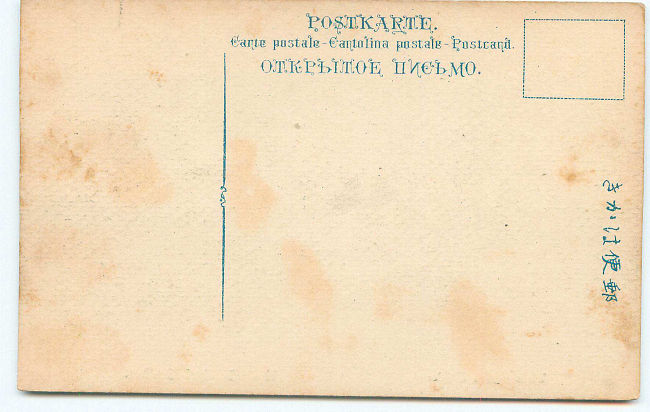 POSTKARTE.
Carte postale-Cartolina postale-Postcard.
ОТКРЫТОЕ ПИСЬМО.
きがは便郵